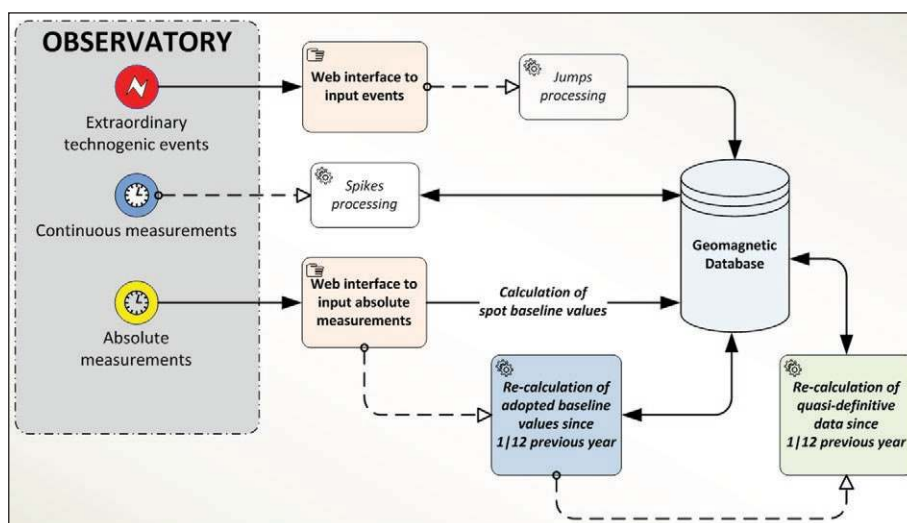 OBSERVATORY
Extraordinary
technogenic events
Continuous measurements
Absolute
measurements
Web interface to
input events
Jumps
processing
Spikes
processing
Web interface to
input absolute
measurements
Calculation of
spot baseline values
Geomagnetic
Database
Re-calculation of
adopted baseline
values since
1|12 previous year
Re-calculation of
quasi-definitive
data since
1|12 previous year